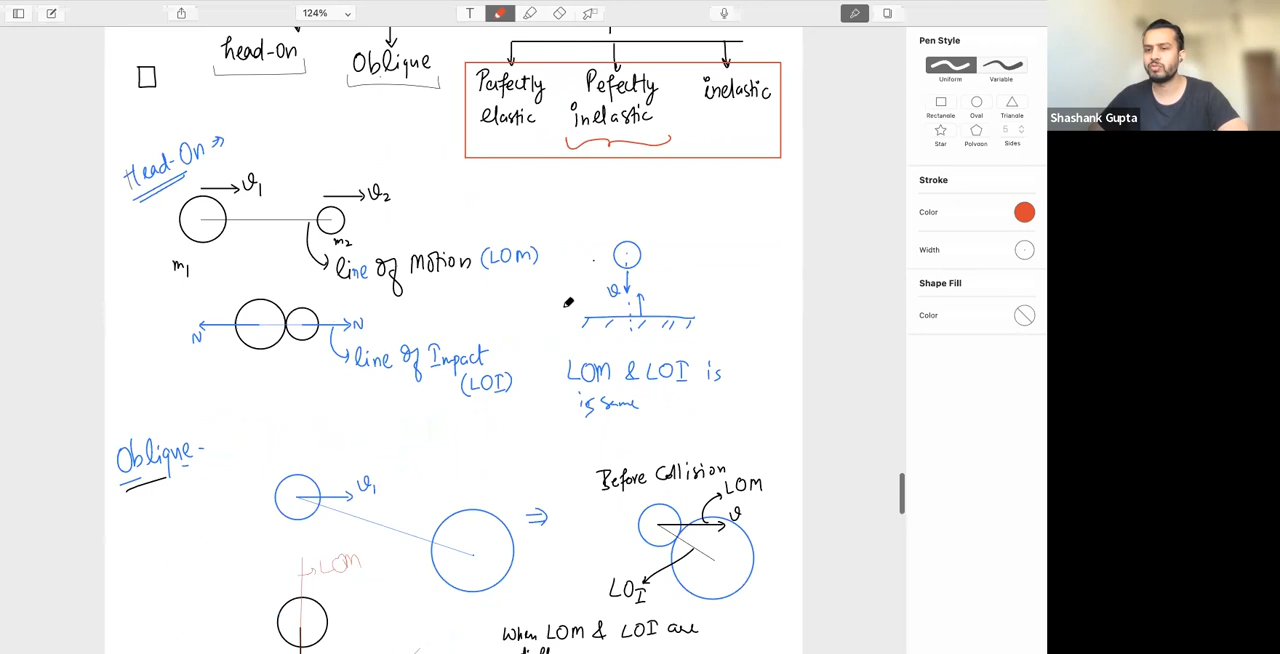 124%
T
Pen Style
Uniform
Variable
Rectangle
Oval
Triangle
Star
Polygon
5
Sides
Stroke
Color
Width
Shape Fill
Color
Shashank Gupta
head-On
Oblique
Perfectly
elastic
Pefectly
inelastic
inelastic
Head-On ⇒
v1
v2
m1
m2
line of Motion (LOM)
N
N
line of Impact
(LOI)
v
LOM & LOI is
is same
Oblique-
v1
⇒
Before Collision
LOM
v
LOI
LOM
When LOM & LOI are